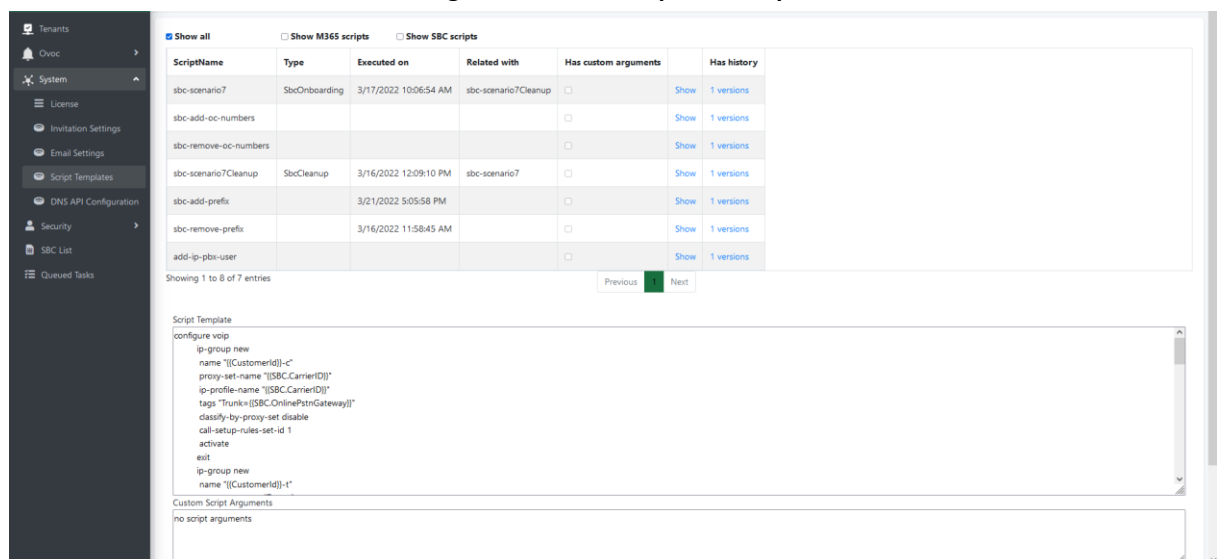 Tenants
Ovoc
System
License
Invitation Settings
Email Settings
Script Templates
DNS API Configuration
Security
SBC List
Queued Tasks
Show all Show M365 scripts Show SBC scripts
ScriptName Type Executed on Related with Has custom arguments Has history
sbc-scenario7 SbcOnboarding 3/17/2022 10:06:54 AM sbc-scenario7Cleanup Show 1 versions
sbc-add-oc-numbers Show 1 versions
sbc-remove-oc-numbers Show 1 versions
sbc-scenario7Cleanup SbcCleanup 3/16/2022 12:09:10 PM sbc-scenario7 Show 1 versions
sbc-add-prefix 3/21/2022 5:05:58 PM Show 1 versions
sbc-remove-prefix 3/16/2022 11:58:45 AM Show 1 versions
add-ip-pbx-user Show 1 versions
Showing 1 to 8 of 7 entries
Previous 1 Next
Script Template
configure voip
ip-group new
name "{{CustomerId}}-c"
proxy-set-name "{{SBC.CarrierID}}"
ip-profile-name "{{SBC.CarrierID}}"
tags "Trunk={{SBC.OnlinePstnGateway}}"
classify-by-proxy-set disable
call-setup-rules-set-id 1
activate
exit
ip-group new
name "{{CustomerId}}-t"
Custom Script Arguments
no script arguments